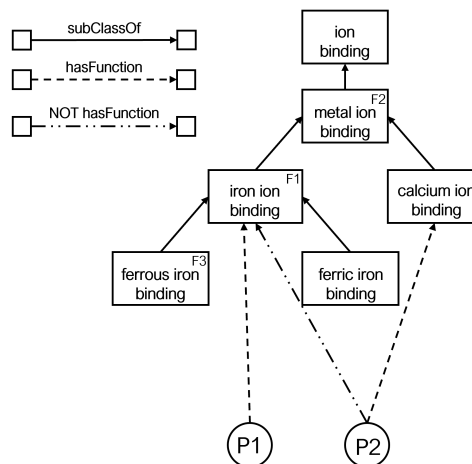 subClassOf
hasFunction
NOT hasFunction
ion
binding
F2
metal ion
binding
F1
iron ion
binding
calcium ion
binding
F3
ferrous iron
binding
ferric iron
binding
P1
P2